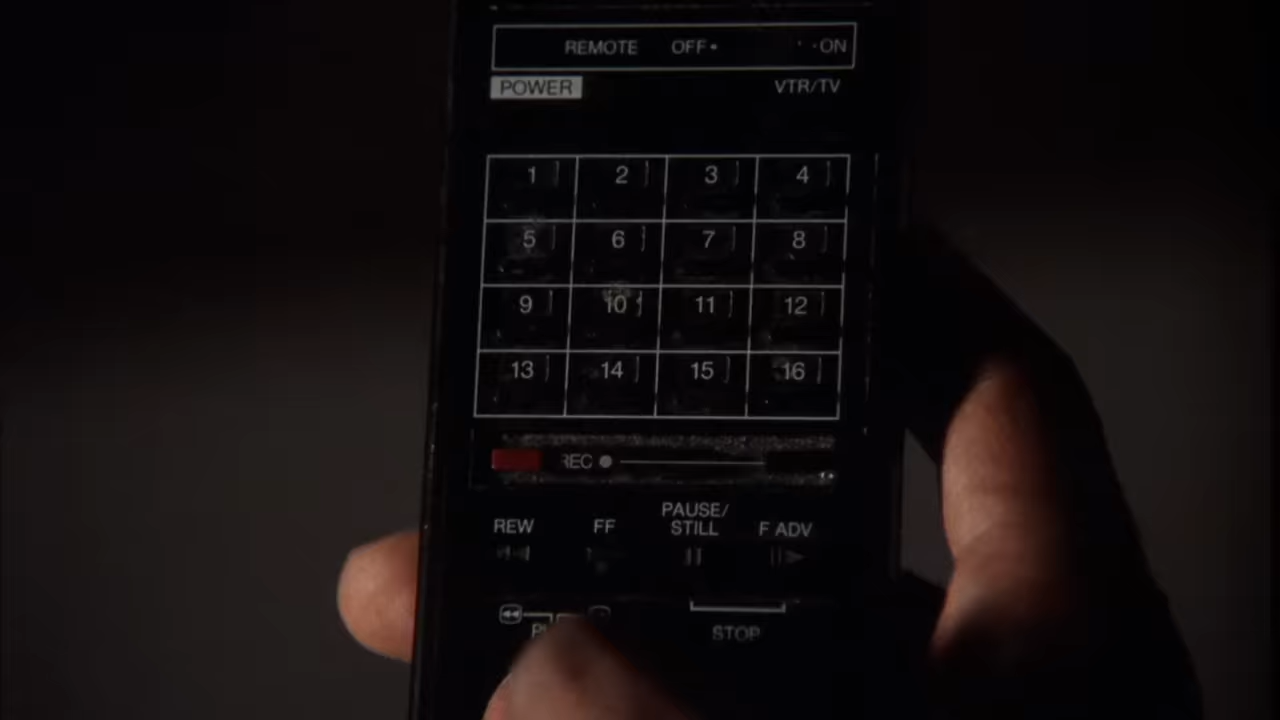 REMOTE OFF ON
POWER VTR/TV
1 2 3 4
5 6 7 8
9 10 11 12
13 14 15 16
REC
REW FF PAUSE/STILL F ADV
STOP